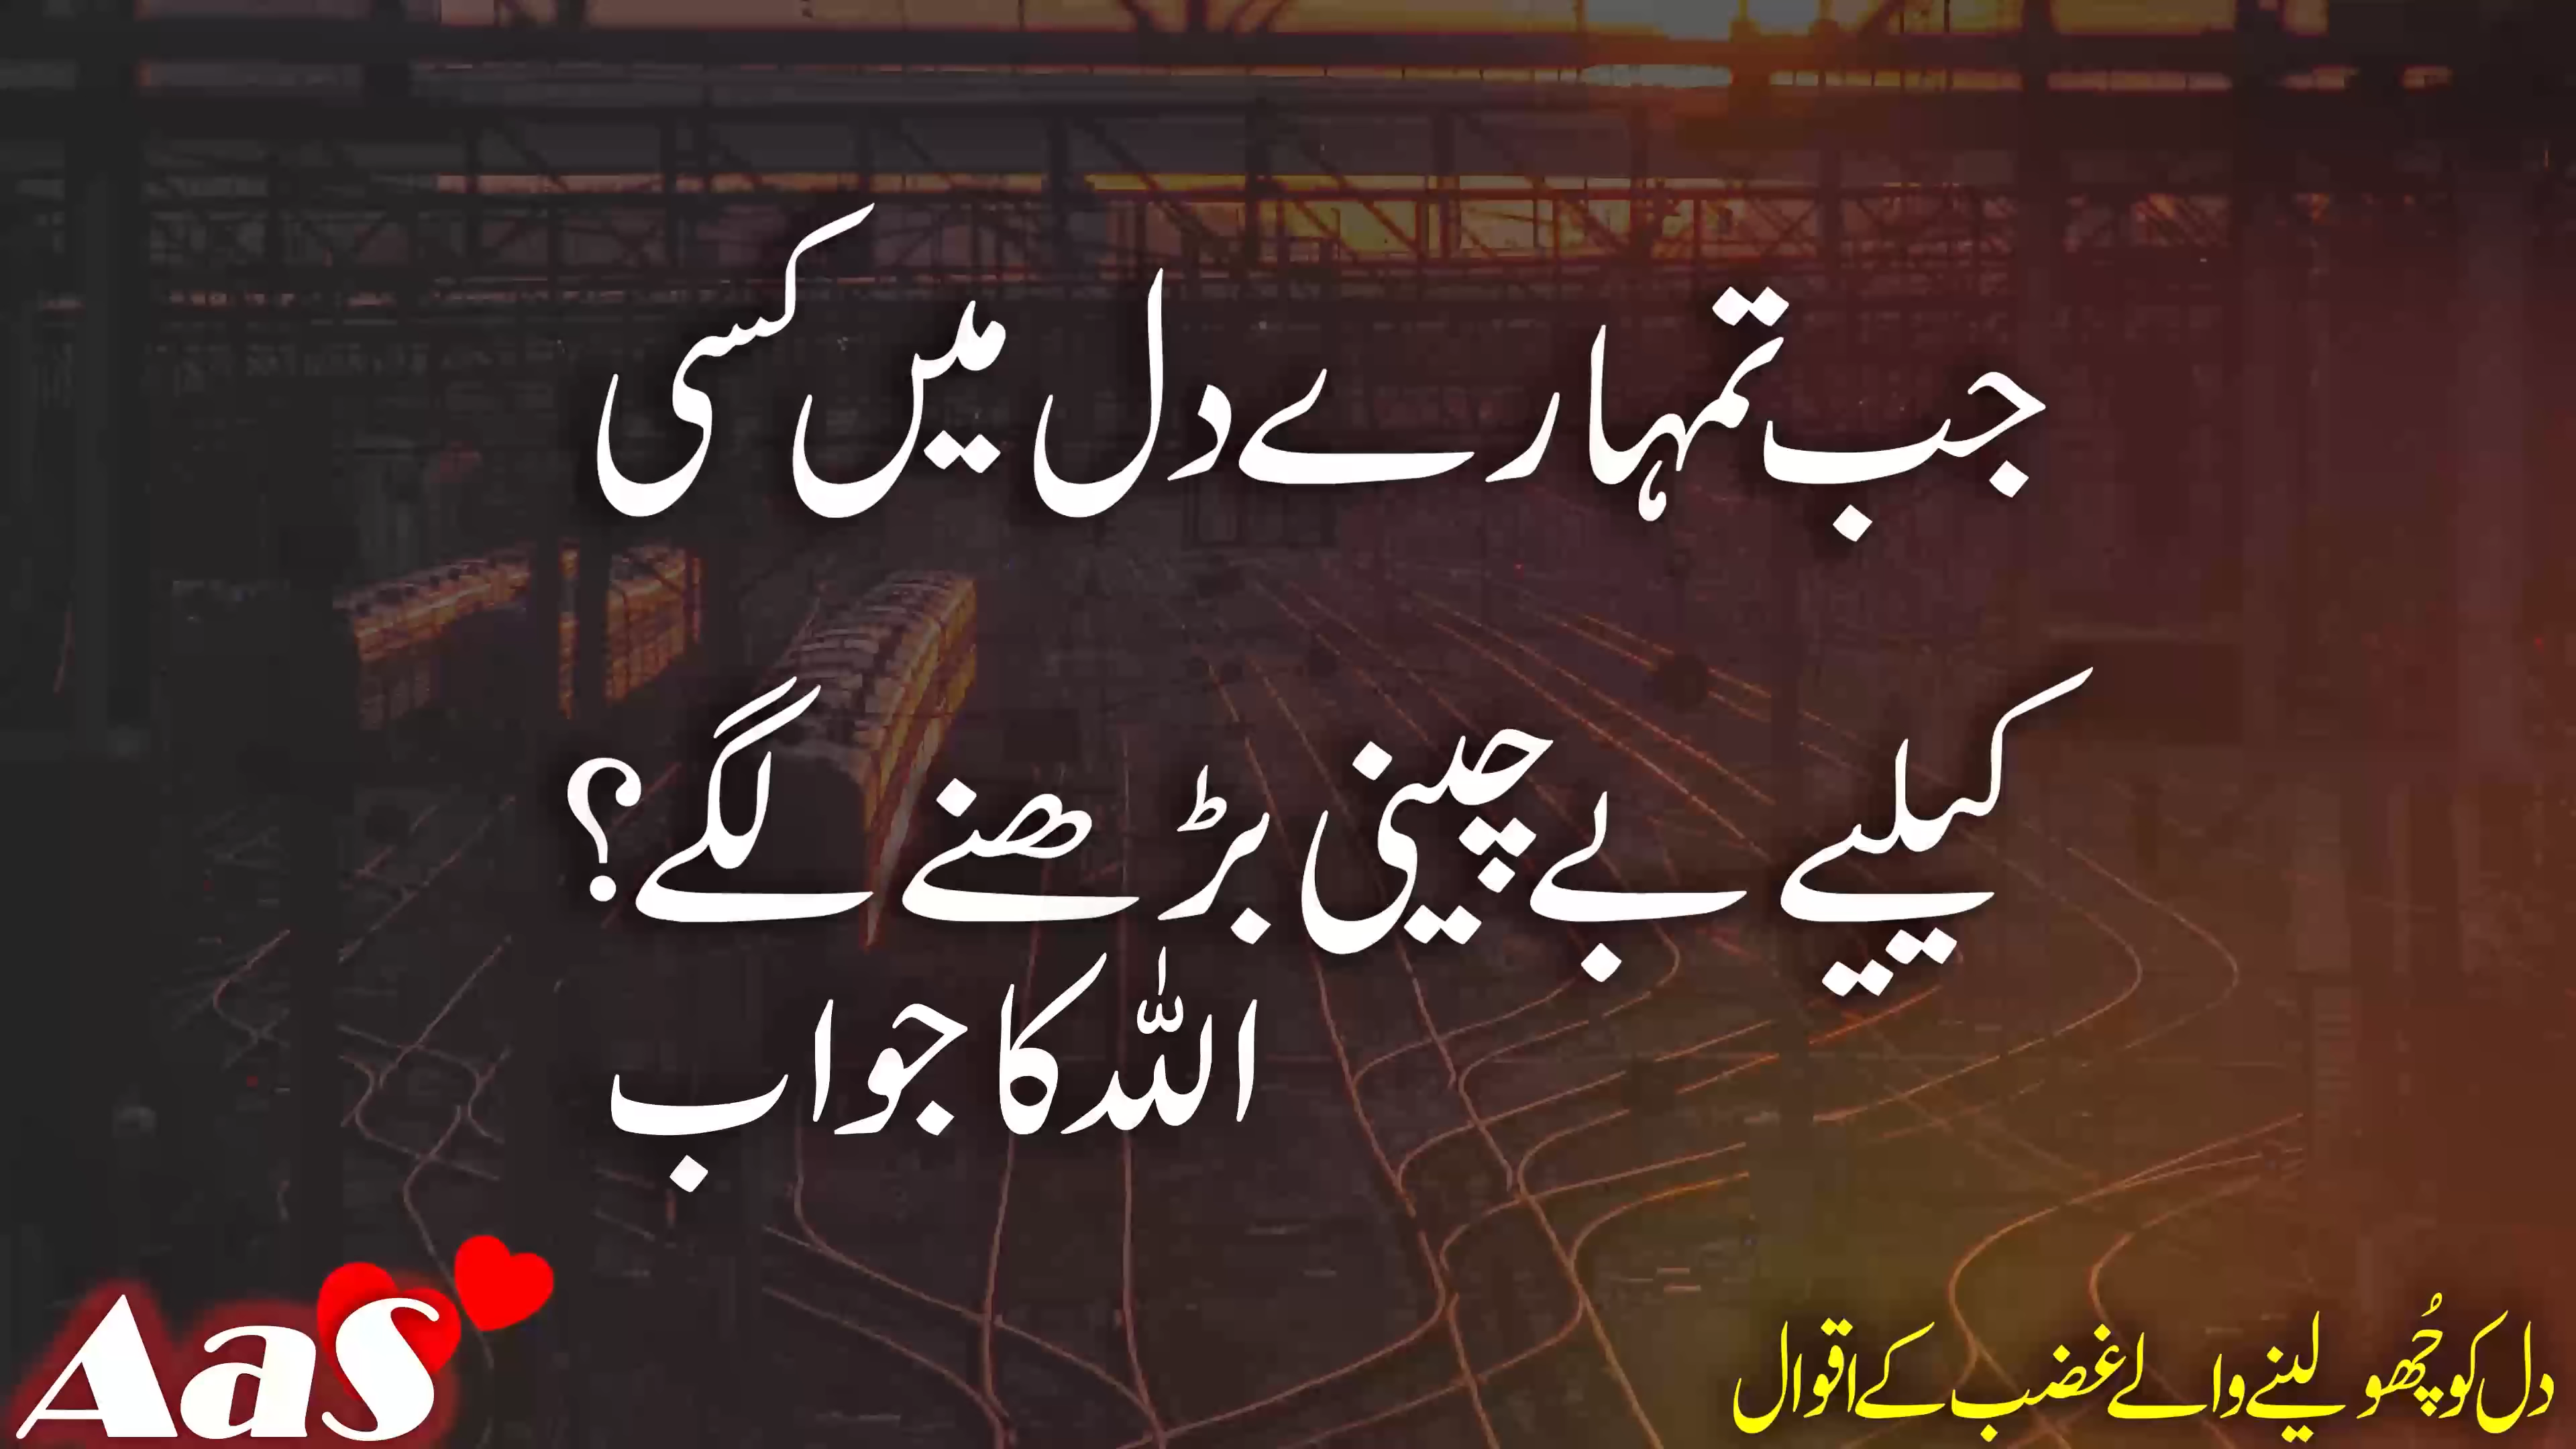 جب تمہارے دل میں کسی
کیلیے بے چینی بڑھنے لگے؟
اللہ کا جواب
AaS
دل کو چُھو لینے والے غضب کے اقوال